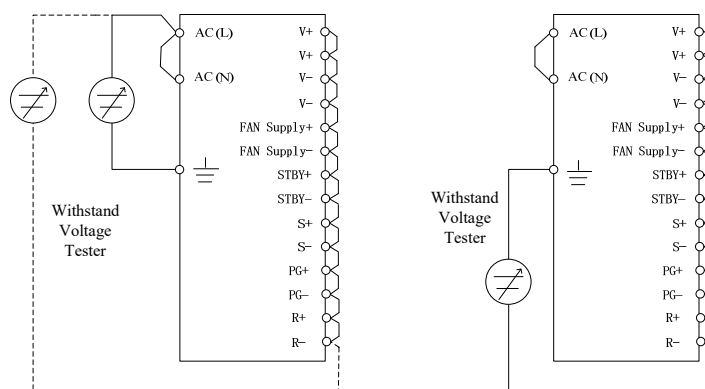 AC(L)
AC(N)
V+
V+
V−
V−
FAN Supply+
FAN Supply−
STBY+
STBY−
S+
S−
PG+
PG−
R+
R−
Withstand
Voltage
Tester
AC(L)
AC(N)
V+
V+
V−
V−
FAN Supply+
FAN Supply−
STBY+
STBY−
S+
S−
PG+
PG−
R+
R−
Withstand
Voltage
Tester